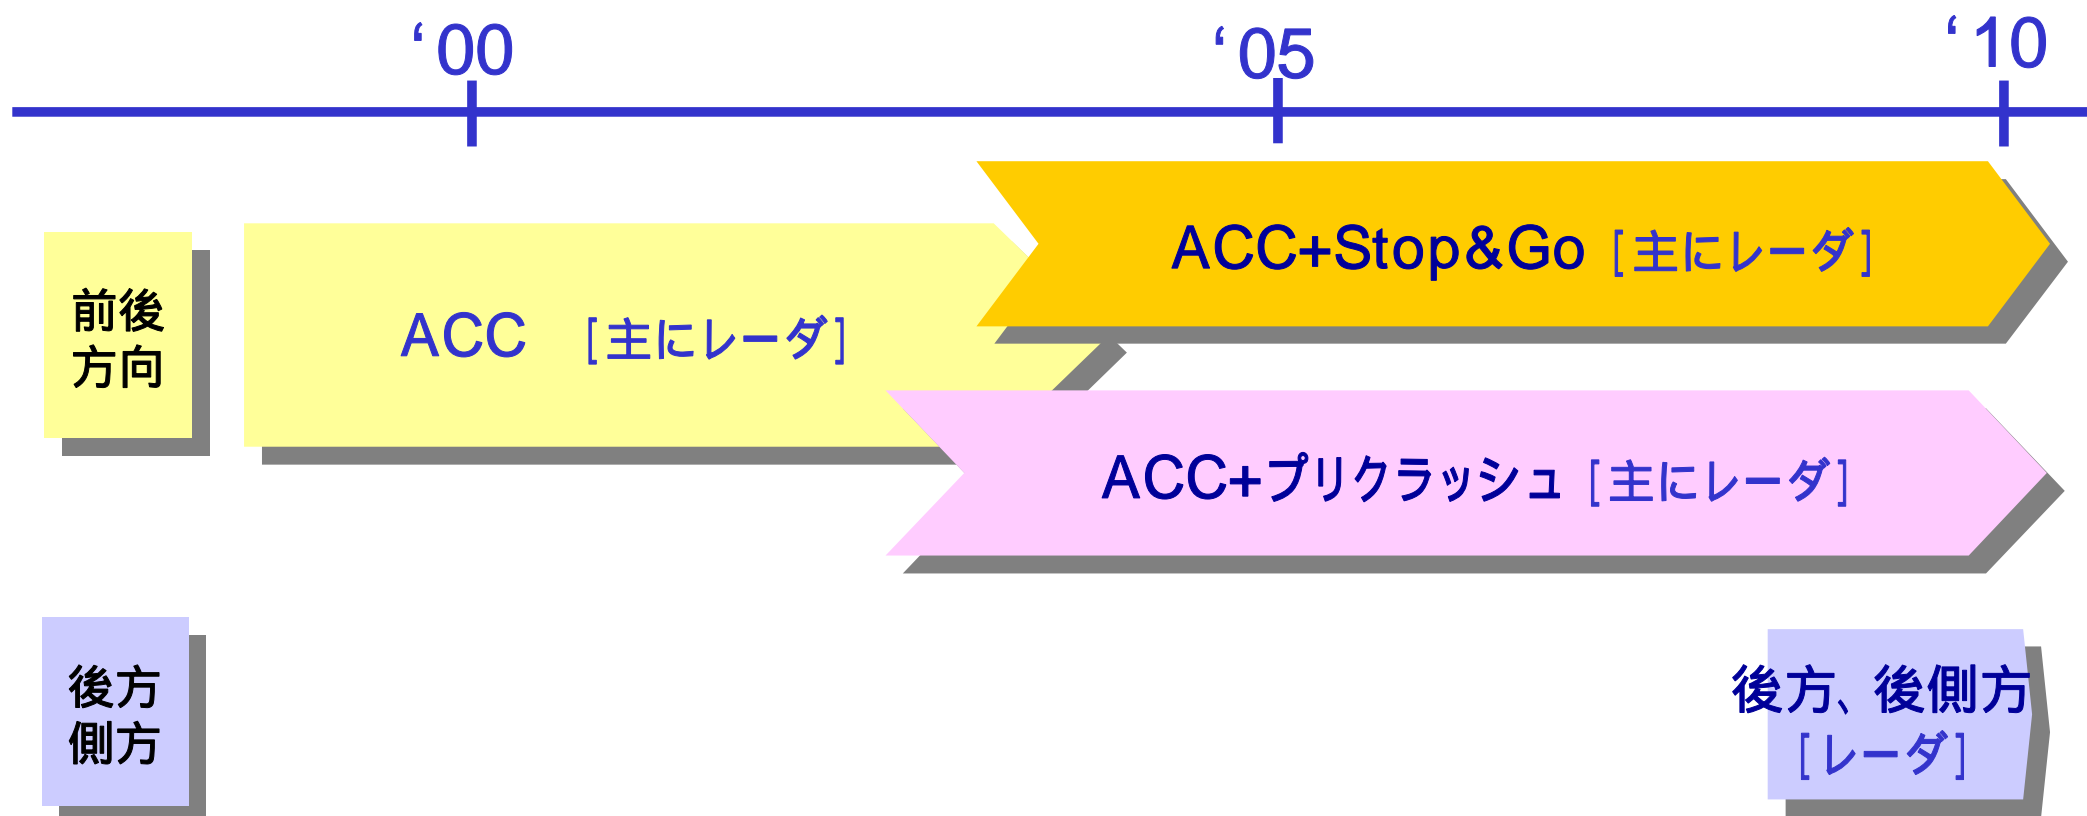 ‘00
‘05
‘10
ACC+Stop&Go [主にレーダ]
前後
方向
ACC [主にレーダ]
ACC+プリクラッシュ [主にレーダ]
後方
側方
後方、後側方
[レーダ]